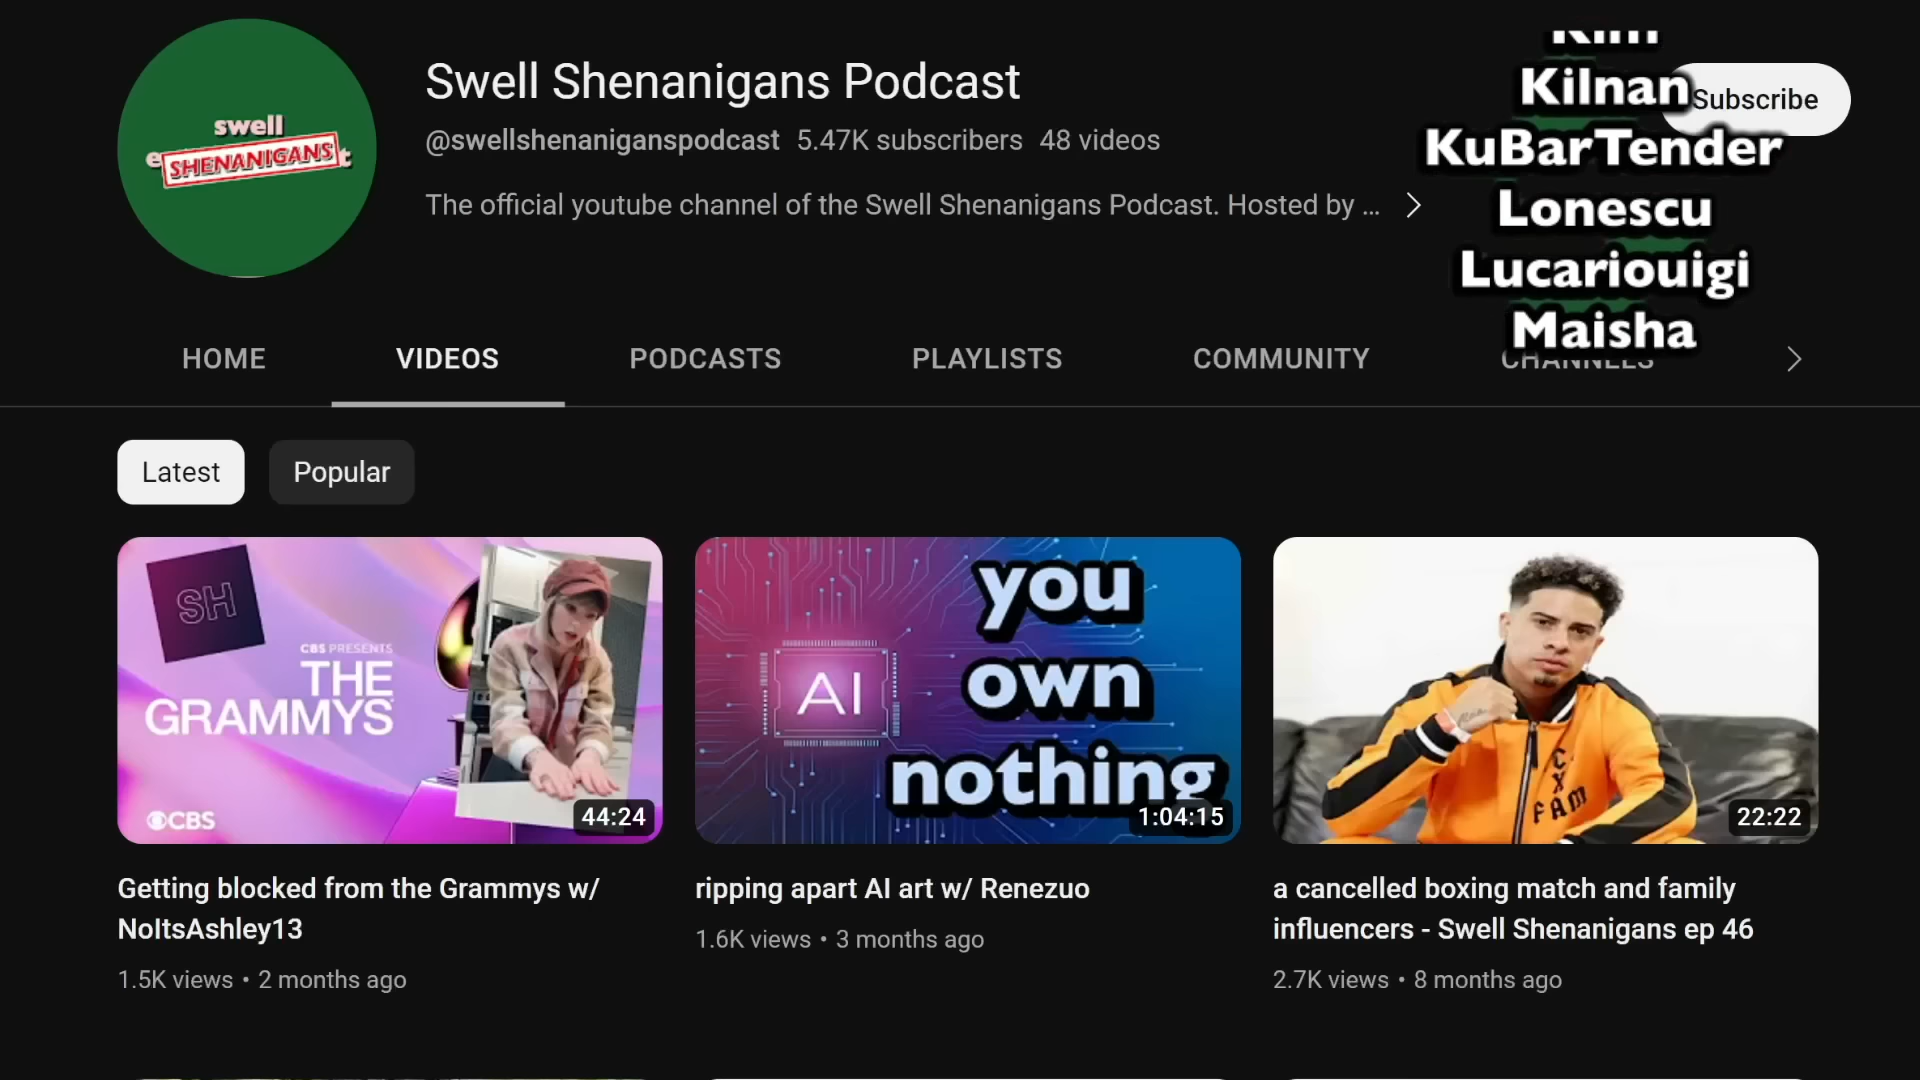 swell
SHENANIGANS
Swell Shenanigans Podcast
@swellshenaniganspodcast 5.47K subscribers 48 videos
The official youtube channel of the Swell Shenanigans Podcast. Hosted by ...
Subscribe
Kilnan
KuBarTender
Lonescu
Lucariouigi
Maisha
HOME VIDEOS PODCASTS PLAYLISTS COMMUNITY CHANNELS
Latest Popular
SH
CBS PRESENTS
THE
GRAMMYS
CBS
44:24
AI
you
own
nothing
1:04:15
CX
FAM
22:22
Getting blocked from the Grammys w/
NoItsAshley13
1.5K views • 2 months ago
ripping apart AI art w/ Renezuo
1.6K views • 3 months ago
a cancelled boxing match and family
influencers - Swell Shenanigans ep 46
2.7K views • 8 months ago